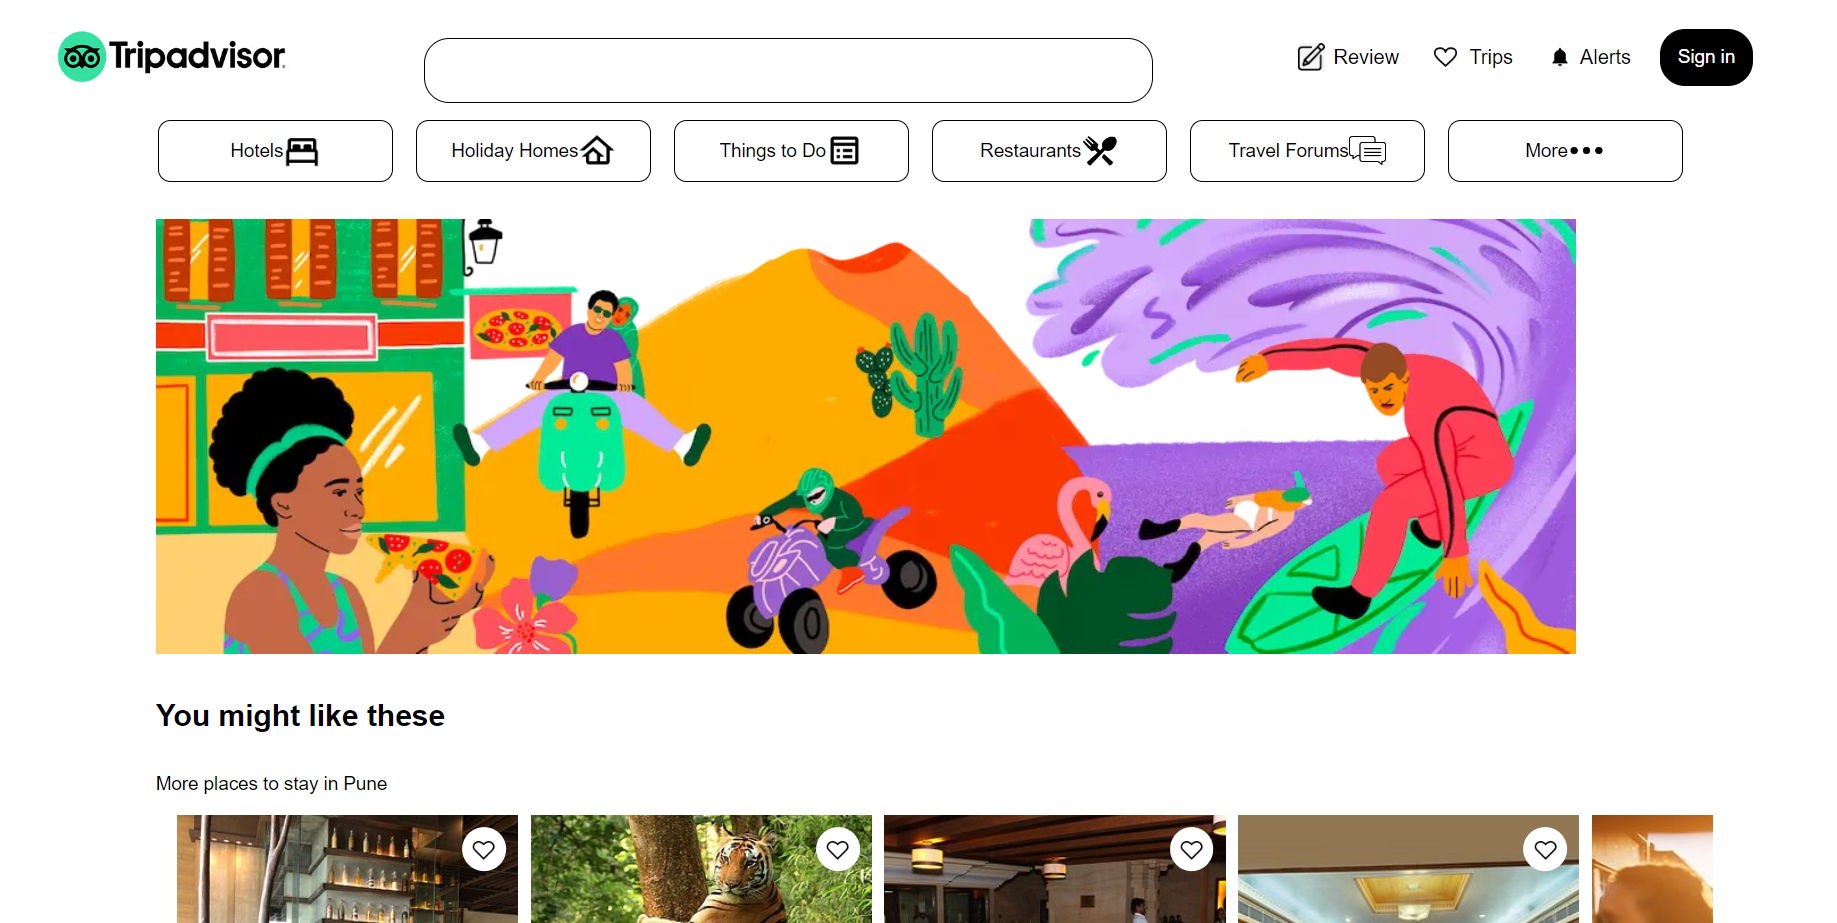 Tripadvisor
Review
Trips
Alerts
Sign in
Hotels
Holiday Homes
Things to Do
Restaurants
Travel Forums
More
You might like these
More places to stay in Pune